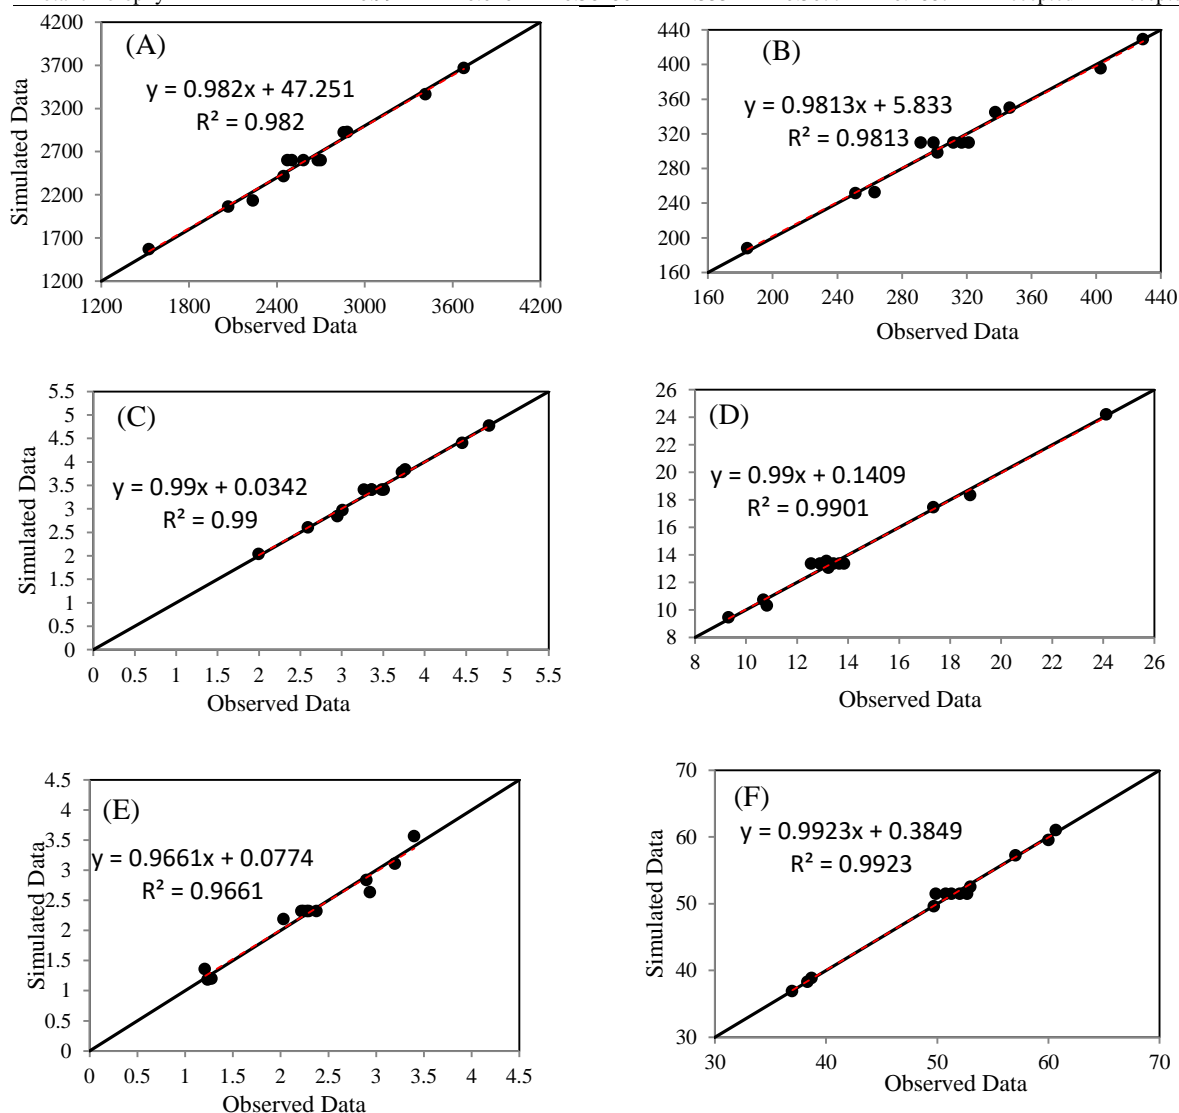 (A)
y = 0.982x + 47.251
R² = 0.982
4200
3700
3200
2700
2200
1700
1200
1200 1800 2400 3000 3600 4200
Simulated Data
Observed Data
(B)
y = 0.9813x + 5.833
R² = 0.9813
440
400
360
320
280
240
200
160
160 200 240 280 320 360 400 440
Simulated Data
Observed Data
(C)
y = 0.99x + 0.0342
R² = 0.99
5.5
5
4.5
4
3.5
3
2.5
2
1.5
1
0.5
0
0 0.5 1 1.5 2 2.5 3 3.5 4 4.5 5 5.5
Simulated Data
Observed Data
(D)
y = 0.99x + 0.1409
R² = 0.9901
26
24
22
20
18
16
14
12
10
8
8 10 12 14 16 18 20 22 24 26
Simulated Data
Observed Data
(E)
y = 0.9661x + 0.0774
R² = 0.9661
4.5
4
3.5
3
2.5
2
1.5
1
0.5
0
0 0.5 1 1.5 2 2.5 3 3.5 4 4.5
Simulated Data
Observed Data
(F)
y = 0.9923x + 0.3849
R² = 0.9923
70
60
50
40
30
30 40 50 60 70
Simulated Data
Observed Data